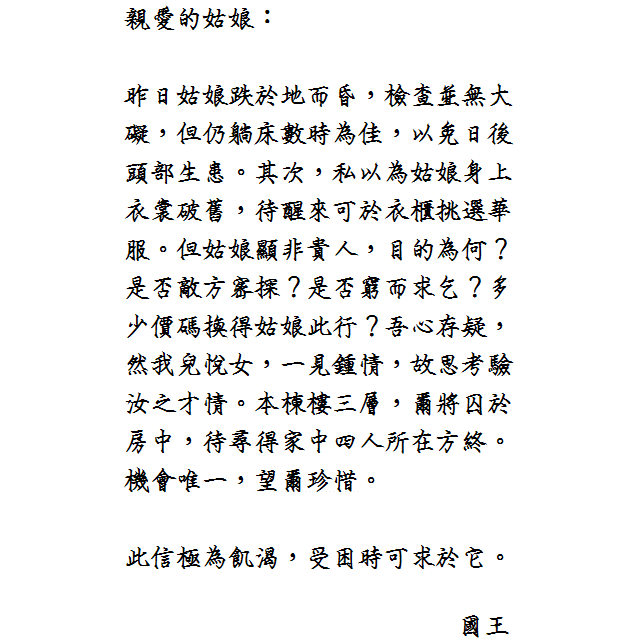 親愛的姑娘：
昨日姑娘跌於地而昏，檢查並無大
礙，但仍躺床數時為佳，以免日後
頭部生患。其次，私以為姑娘身上
衣裳破舊，待醒來可於衣櫃挑選華
服。但姑娘顯非貴人，目的為何？
是否敵方審探？是否窮而求乞？多
少價碼換得姑娘此行？吾心存疑，
然我兒悅女，一見鍾情，故思考驗
汝之才情。本棟樓三層，爾將囚於
房中，待尋得家中四人所在方終。
機會唯一，望爾珍惜。
此信極為飢渴，受困時可求於它。
國王